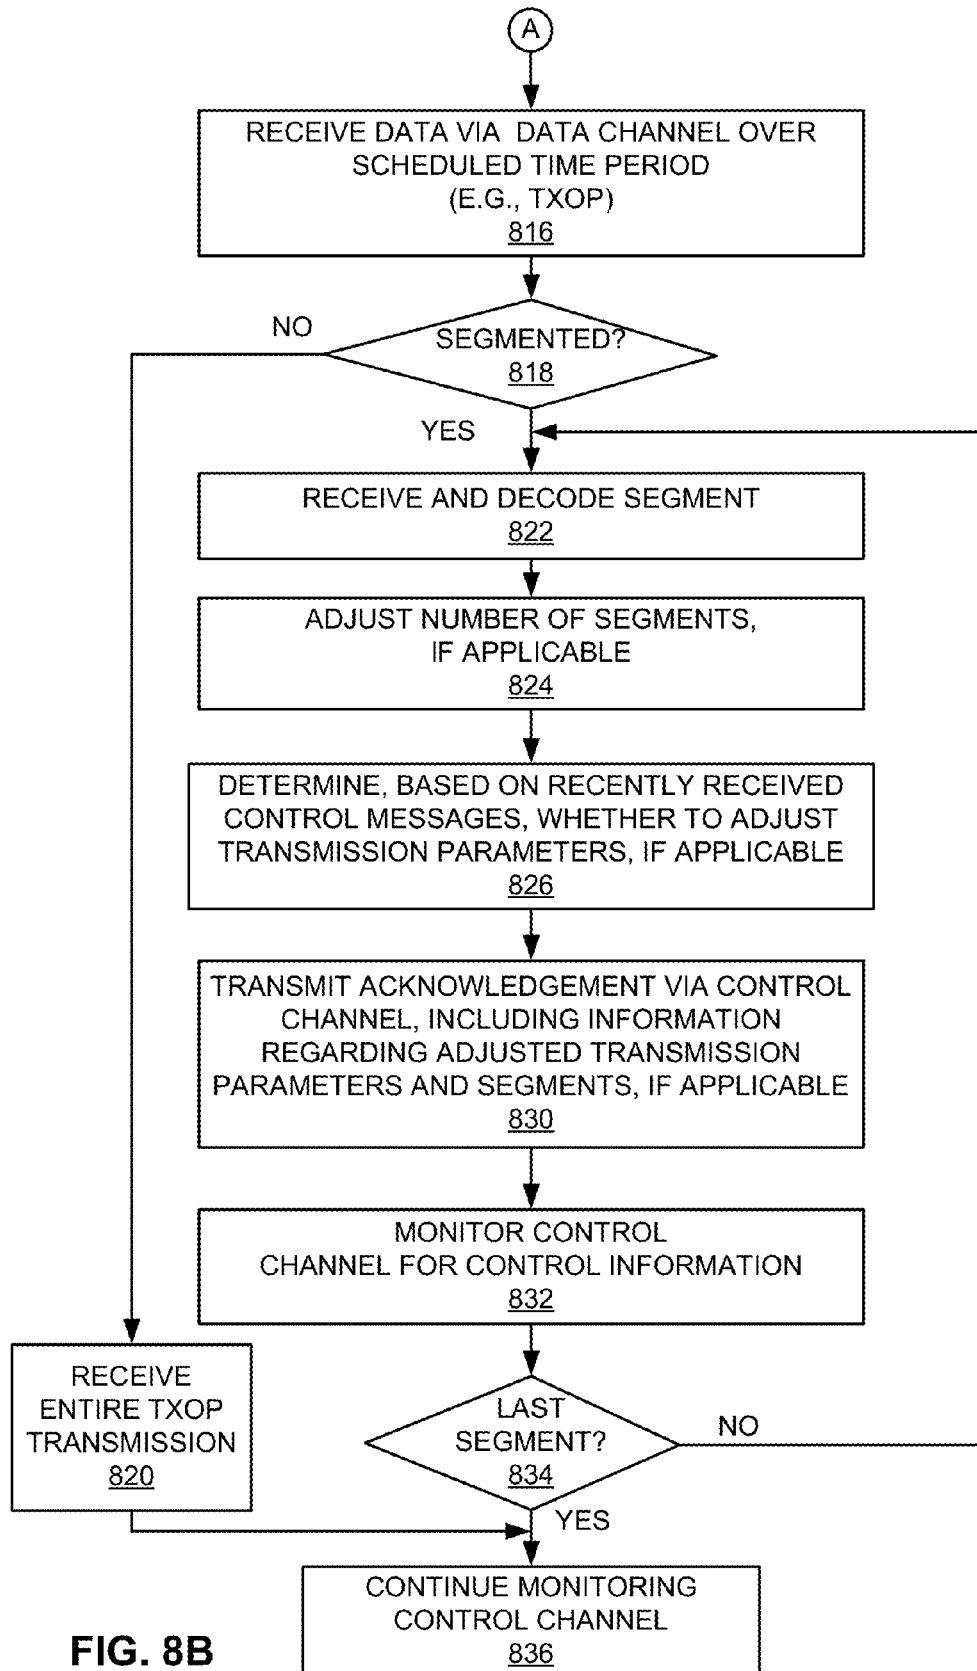 A
RECEIVE DATA VIA DATA CHANNEL OVER
SCHEDULED TIME PERIOD
(E.G., TXOP)
816
NO
SEGMENTED?
818
YES
RECEIVE AND DECODE SEGMENT
822
ADJUST NUMBER OF SEGMENTS,
IF APPLICABLE
824
DETERMINE, BASED ON RECENTLY RECEIVED
CONTROL MESSAGES, WHETHER TO ADJUST
TRANSMISSION PARAMETERS, IF APPLICABLE
826
TRANSMIT ACKNOWLEDGEMENT VIA CONTROL
CHANNEL, INCLUDING INFORMATION
REGARDING ADJUSTED TRANSMISSION
PARAMETERS AND SEGMENTS, IF APPLICABLE
830
MONITOR CONTROL
CHANNEL FOR CONTROL INFORMATION
832
RECEIVE
ENTIRE TXOP
TRANSMISSION
820
LAST
SEGMENT?
834
NO
YES
CONTINUE MONITORING
CONTROL CHANNEL
836
FIG. 8B